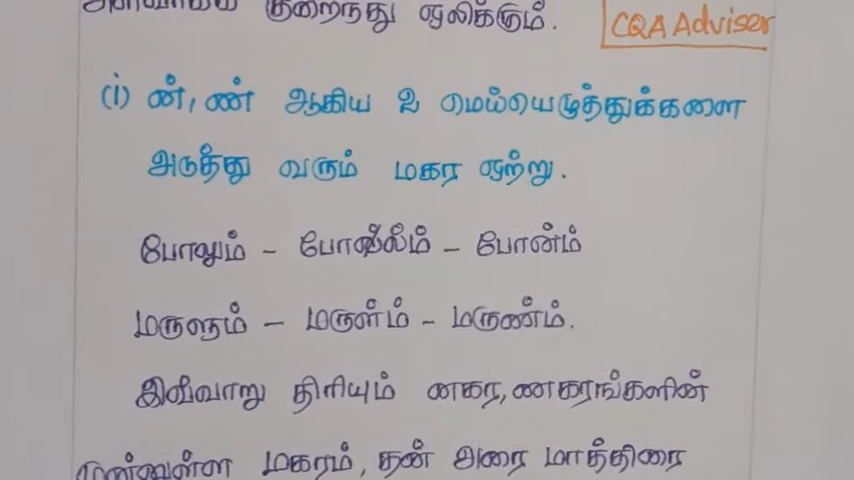 குறைந்து ஒலிக்கும்.
CQA Adviser
(i) ன், ண் ஆகிய 2 மெய்யெழுத்துக்களை
அடுத்து வரும் மகர ஒற்று.
போலும் - போல்ம் - போன்ம்
மருளும் - மருள்ம் - மருண்ம்.
இவ்வாறு திரியும் னகர, ணகரங்களின்
முன்னுள்ள மகரம், தன் அரை மாத்திரை